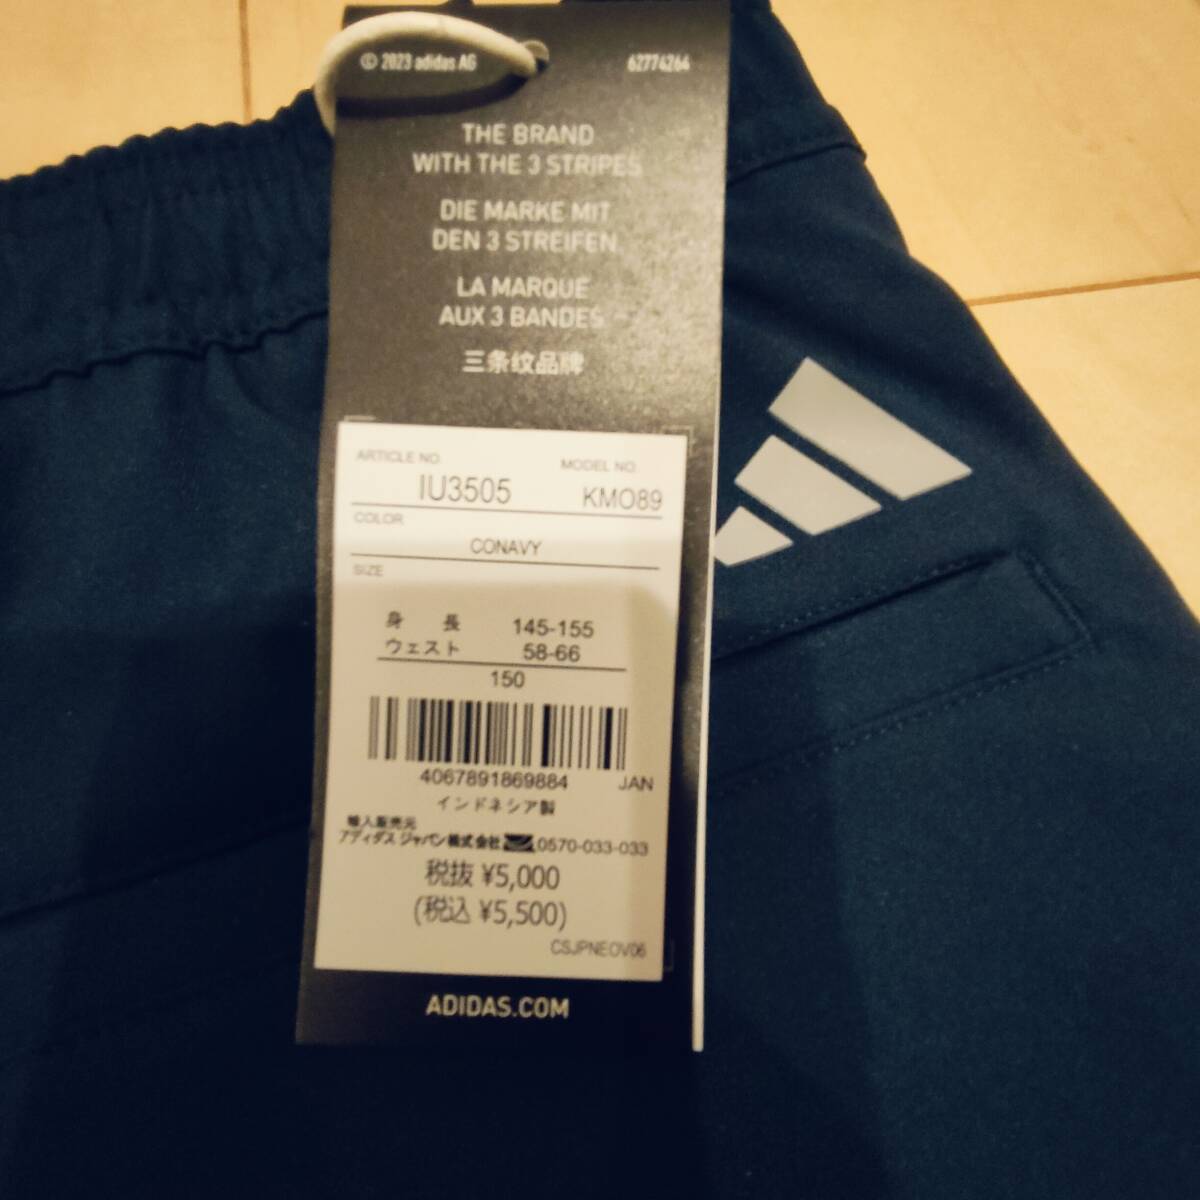 © 2023 adidas AG 62774264
THE BRAND
WITH THE 3 STRIPES
DIE MARKE MIT
DEN 3 STREIFEN
LA MARQUE
AUX 3 BANDES
三条纹品牌
ARTICLE NO. MODEL NO.
IU3505 KMO89
COLOR
CONAVY
SIZE
身 長 145-155
ウェスト 58-66
150
4067891869884 JAN
インドネシア製
輸入販売元
アディダス ジャパン株式会社 0570-033-033
税抜 ¥5,000
(税込 ¥5,500)
CSJPNEOV06
ADIDAS.COM